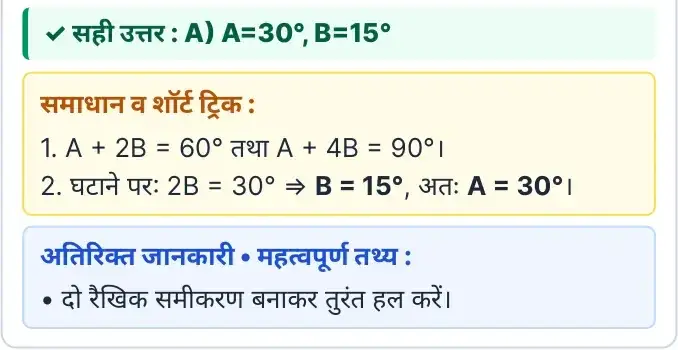 ✓ सही उत्तर : A) A=30°, B=15°
समाधान व शॉर्ट ट्रिक :
1. A + 2B = 60° तथा A + 4B = 90°।
2. घटाने पर: 2B = 30° ⇒ B = 15°, अतः A = 30°।
अतिरिक्त जानकारी • महत्वपूर्ण तथ्य :
• दो रैखिक समीकरण बनाकर तुरंत हल करें।